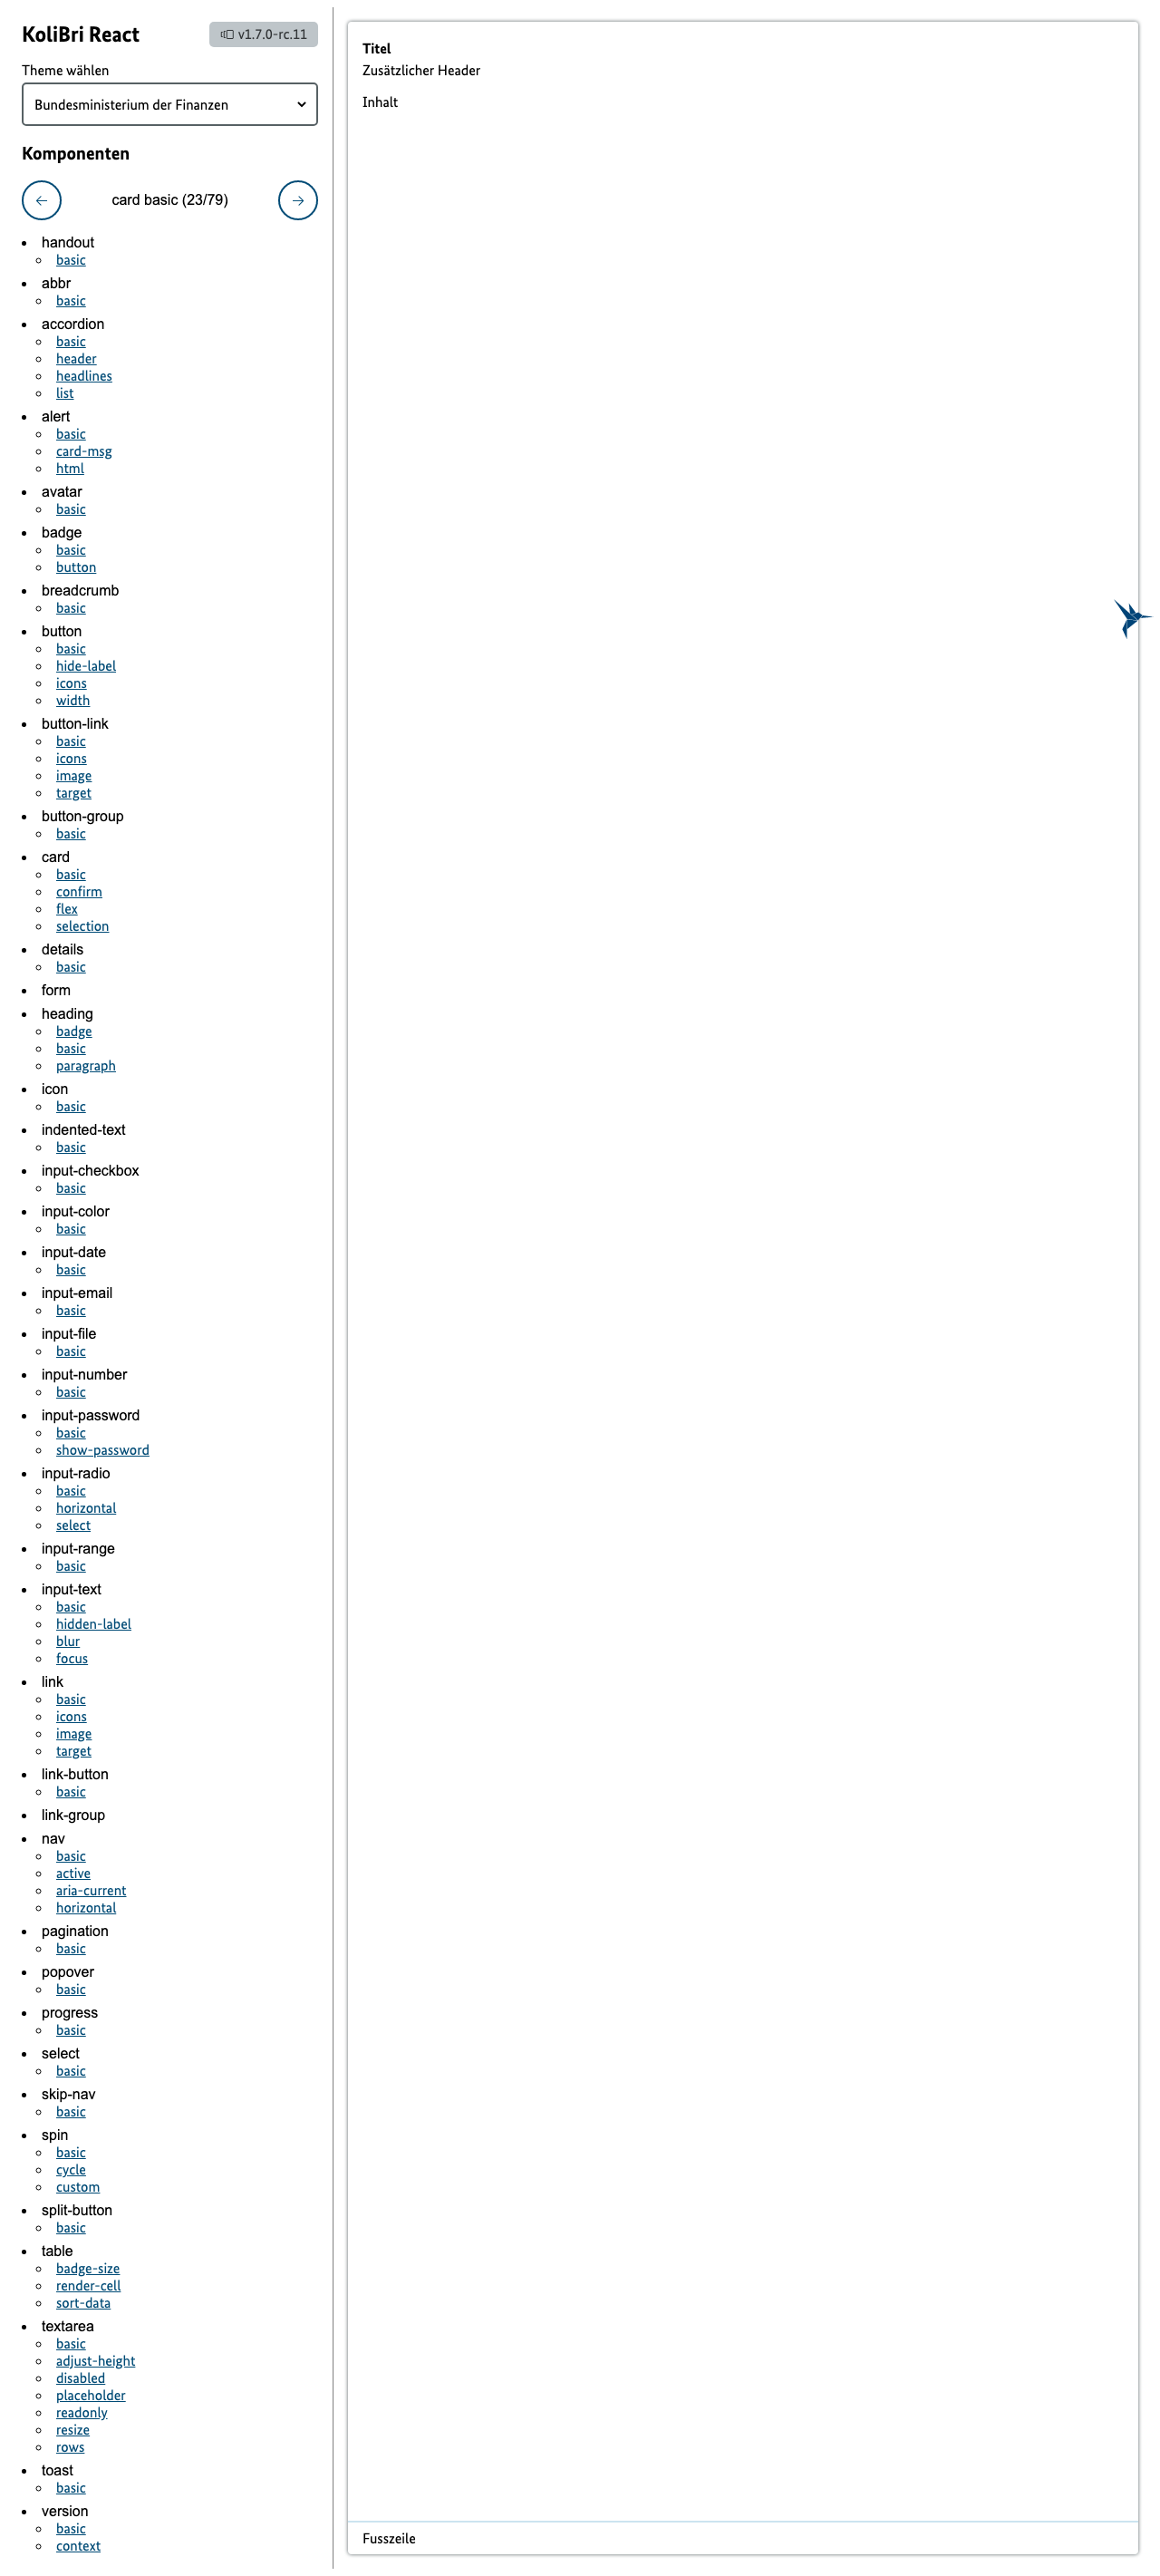 KoliBri React
v1.7.0-rc.11
Theme wählen
Bundesministerium der Finanzen
Komponenten
card basic (23/79)
handout
basic
abbr
basic
accordion
basic
header
headlines
list
alert
basic
card-msg
html
avatar
basic
badge
basic
button
breadcrumb
basic
button
basic
hide-label
icons
width
button-link
basic
icons
image
target
button-group
basic
card
basic
confirm
flex
selection
details
basic
form
heading
badge
basic
paragraph
icon
basic
indented-text
basic
input-checkbox
basic
input-color
basic
input-date
basic
input-email
basic
input-file
basic
input-number
basic
input-password
basic
show-password
input-radio
basic
horizontal
select
input-range
basic
input-text
basic
hidden-label
blur
focus
link
basic
icons
image
target
link-button
basic
link-group
nav
basic
active
aria-current
horizontal
pagination
basic
popover
basic
progress
basic
select
basic
skip-nav
basic
spin
basic
cycle
custom
split-button
basic
table
badge-size
render-cell
sort-data
textarea
basic
adjust-height
disabled
placeholder
readonly
resize
rows
toast
basic
version
basic
context
Titel
Zusätzlicher Header
Inhalt
Fusszeile